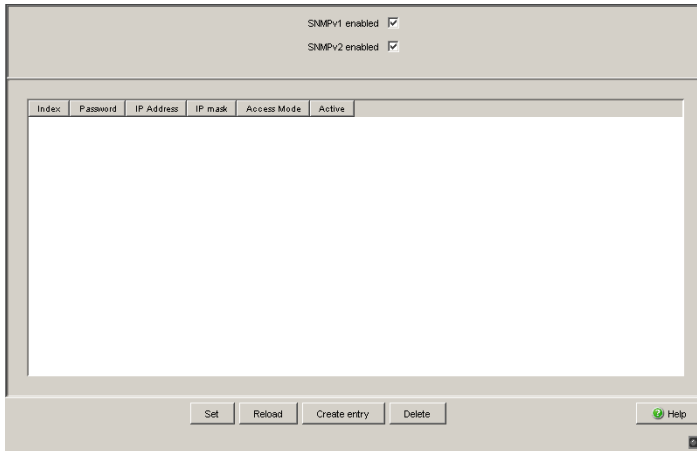 SNMPv1 enabled
SNMPv2 enabled
Index Password IP Address IP mask Access Mode Active
Set Reload Create entry Delete Help